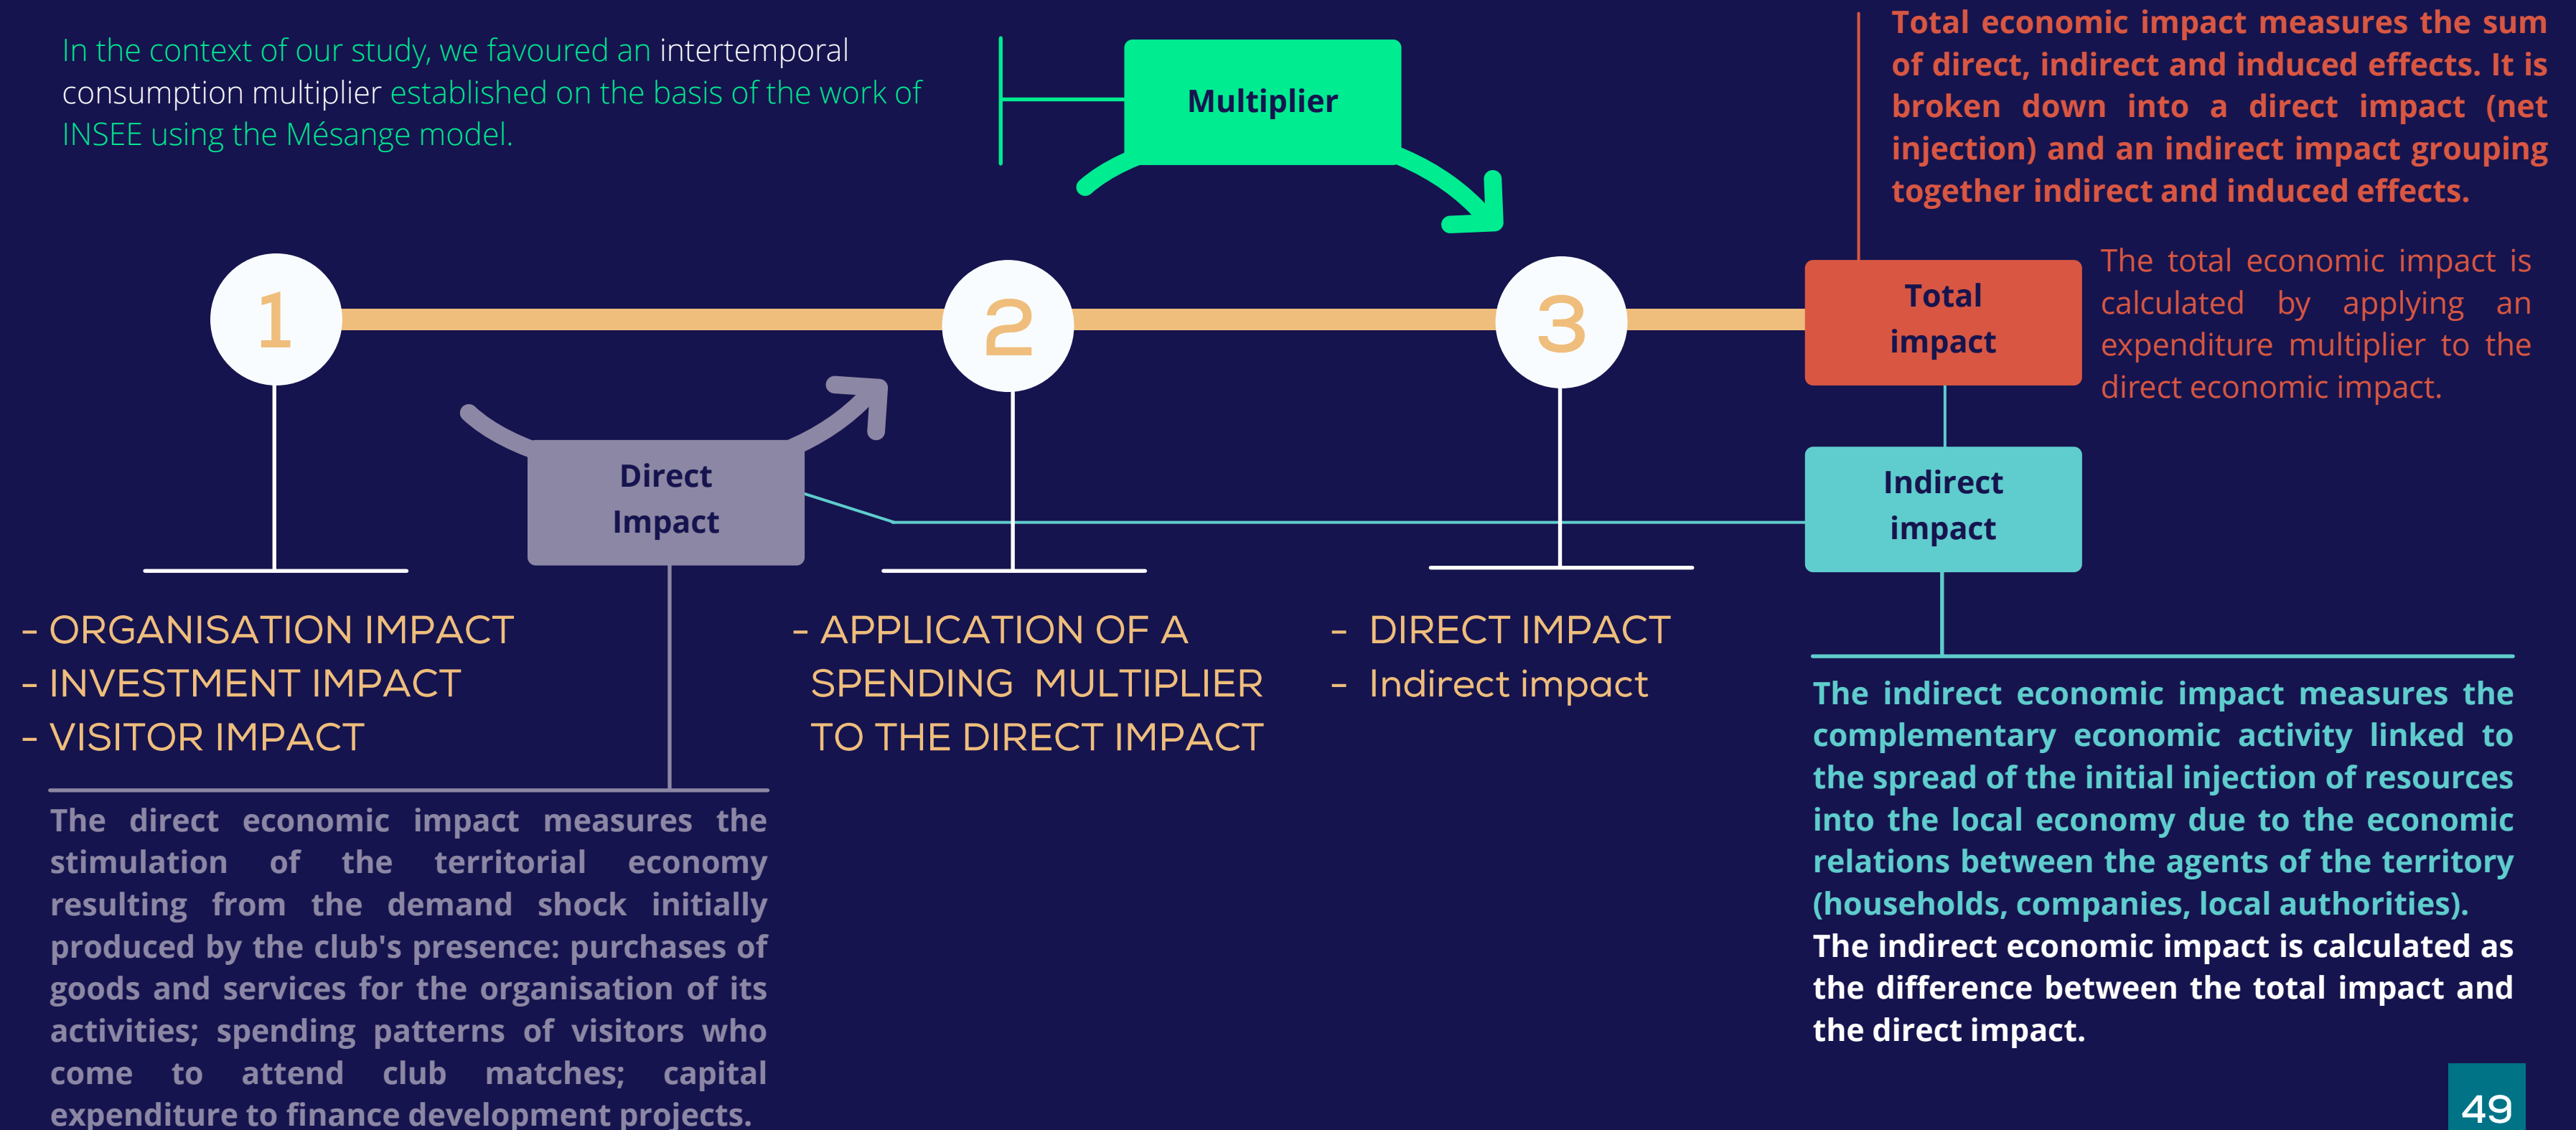 In the context of our study, we favoured an intertemporal
consumption multiplier established on the basis of the work of
INSEE using the Mésange model.
Multiplier
Total economic impact measures the sum
of direct, indirect and induced effects. It is
broken down into a direct impact (net
injection) and an indirect impact grouping
together indirect and induced effects.
1
2
3
Total
impact
The total economic impact is
calculated by applying an
expenditure multiplier to the
direct economic impact.
Direct
Impact
Indirect
impact
- ORGANISATION IMPACT
- INVESTMENT IMPACT
- VISITOR IMPACT
- APPLICATION OF A
SPENDING MULTIPLIER
TO THE DIRECT IMPACT
- DIRECT IMPACT
- Indirect impact
The direct economic impact measures the
stimulation of the territorial economy
resulting from the demand shock initially
produced by the club's presence: purchases of
goods and services for the organisation of its
activities; spending patterns of visitors who
come to attend club matches; capital
expenditure to finance development projects.
The indirect economic impact measures the
complementary economic activity linked to
the spread of the initial injection of resources
into the local economy due to the economic
relations between the agents of the territory
(households, companies, local authorities).
The indirect economic impact is calculated as
the difference between the total impact and
the direct impact.
49